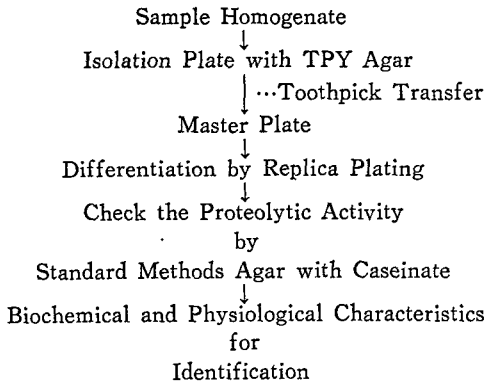 Sample Homogenate
Isolation Plate with TPY Agar
···Toothpick Transfer
Master Plate
Differentiation by Replica Plating
Check the Proteolytic Activity
by
Standard Methods Agar with Caseinate
Biochemical and Physiological Characteristics
for
Identification